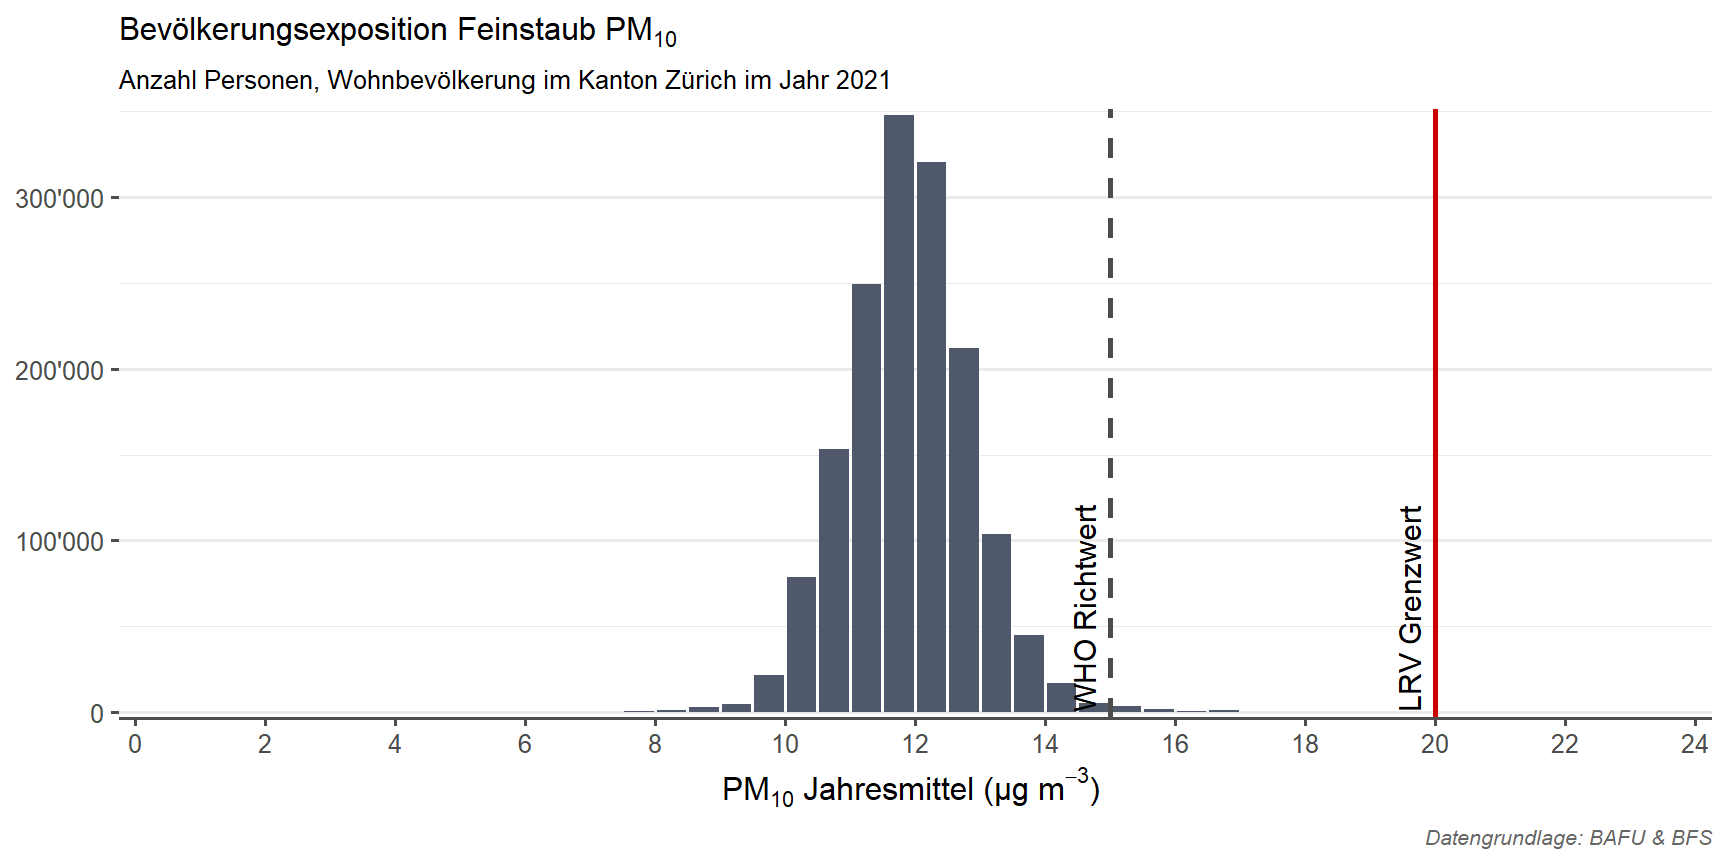 Bevölkerungsexposition Feinstaub PM₁₀
Anzahl Personen, Wohnbevölkerung im Kanton Zürich im Jahr 2021
300'000
200'000
100'000
0
WHO Richtwert
LRV Grenzwert
0 2 4 6 8 10 12 14 16 18 20 22 24
PM₁₀ Jahresmittel (µg m⁻³)
Datengrundlage: BAFU & BFS